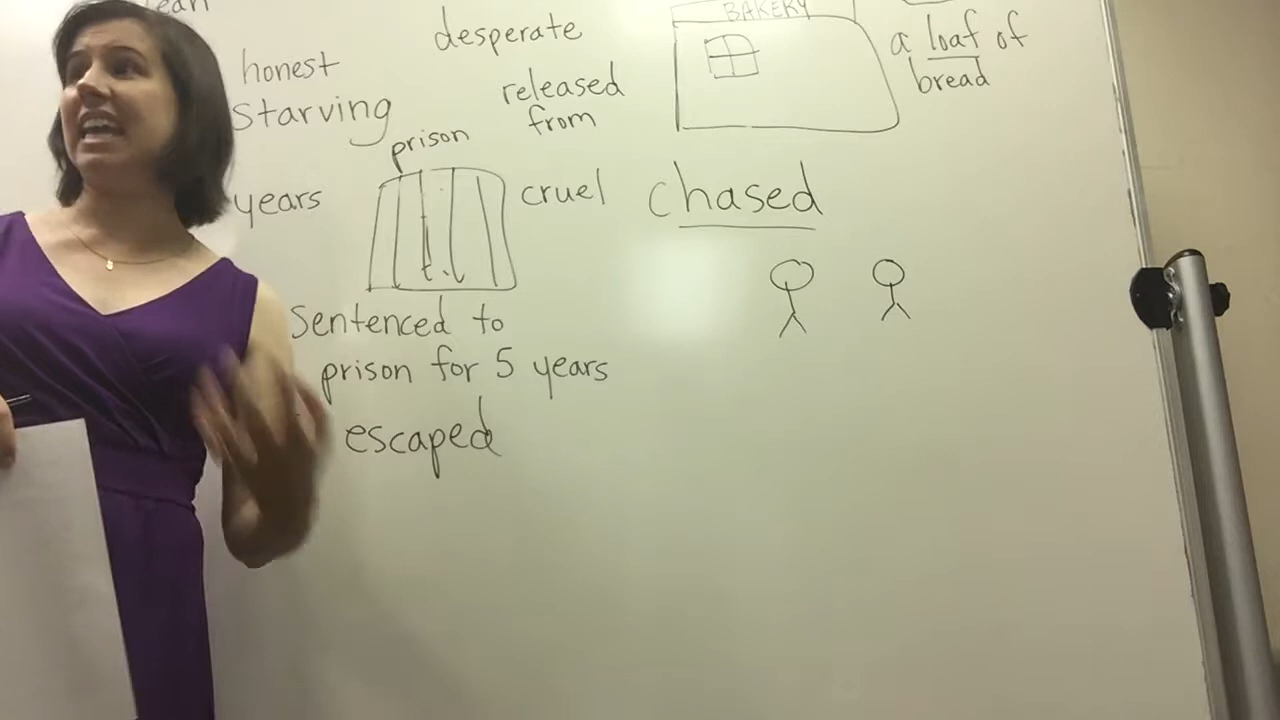 desperate
BAKERY
a loaf of
bread
honest
starving
released
from
prison
years
cruel
chased
Sentenced to
prison for 5 years
escaped